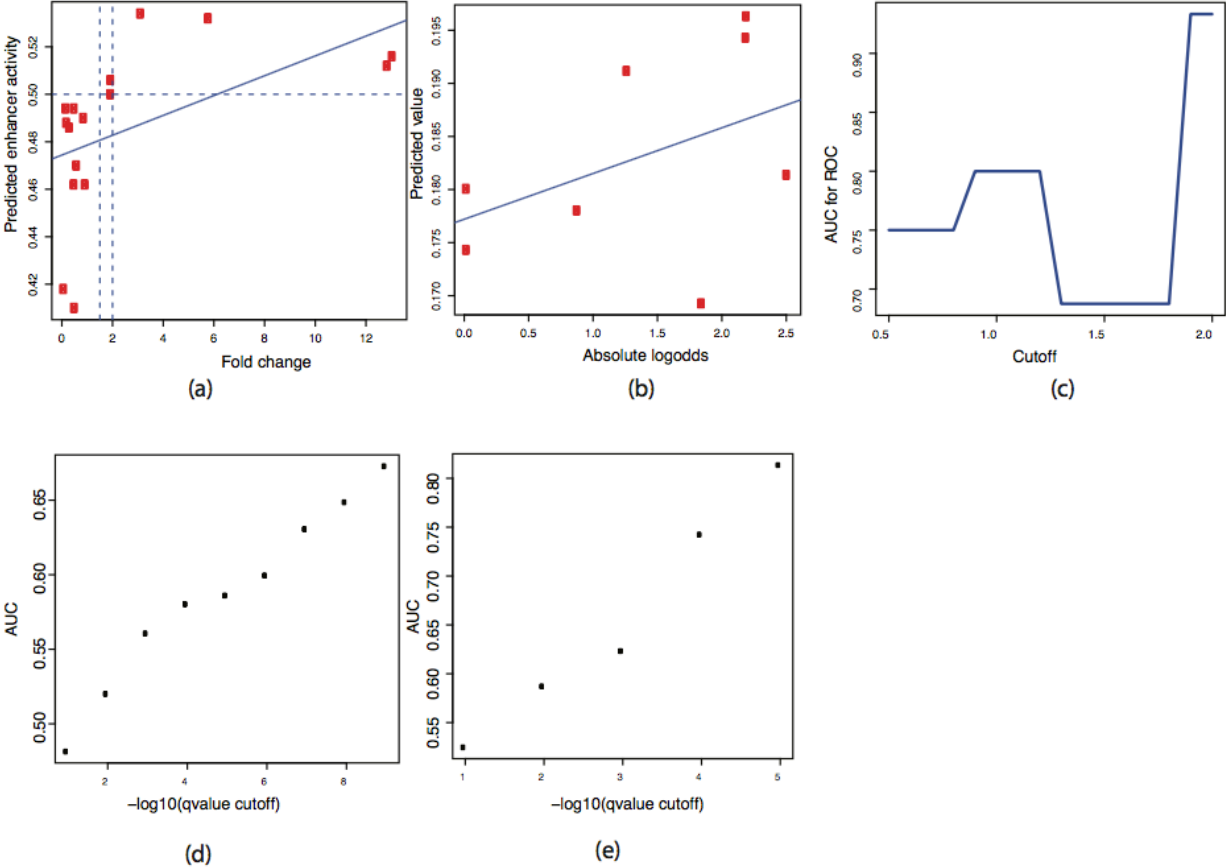 Predicted enhancer activity
0.42 0.44 0.46 0.48 0.50 0.52
0 2 4 6 8 10 12
Fold change
(a)
Predicted value
0.170 0.175 0.180 0.185 0.190 0.195
0.0 0.5 1.0 1.5 2.0 2.5
Absolute logodds
(b)
AUC for ROC
0.70 0.75 0.80 0.85 0.90
0.5 1.0 1.5 2.0
Cutoff
(c)
AUC
0.50 0.55 0.60 0.65
2 4 6 8
–log10(qvalue cutoff)
(d)
AUC
0.55 0.60 0.65 0.70 0.75 0.80
1 2 3 4 5
–log10(qvalue cutoff)
(e)